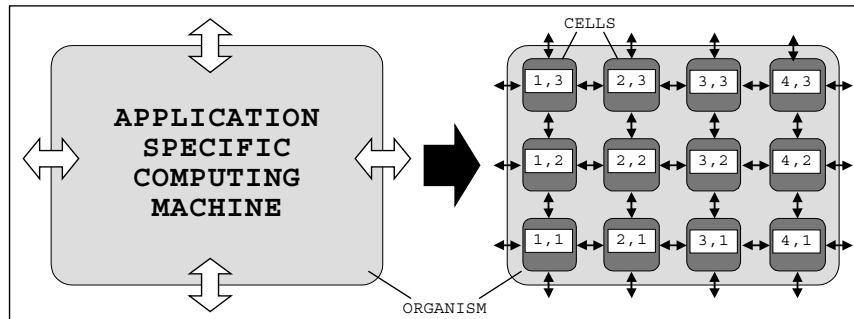 CELLS
APPLICATION
SPECIFIC
COMPUTING
MACHINE
1,3 2,3 3,3 4,3
1,2 2,2 3,2 4,2
1,1 2,1 3,1 4,1
ORGANISM